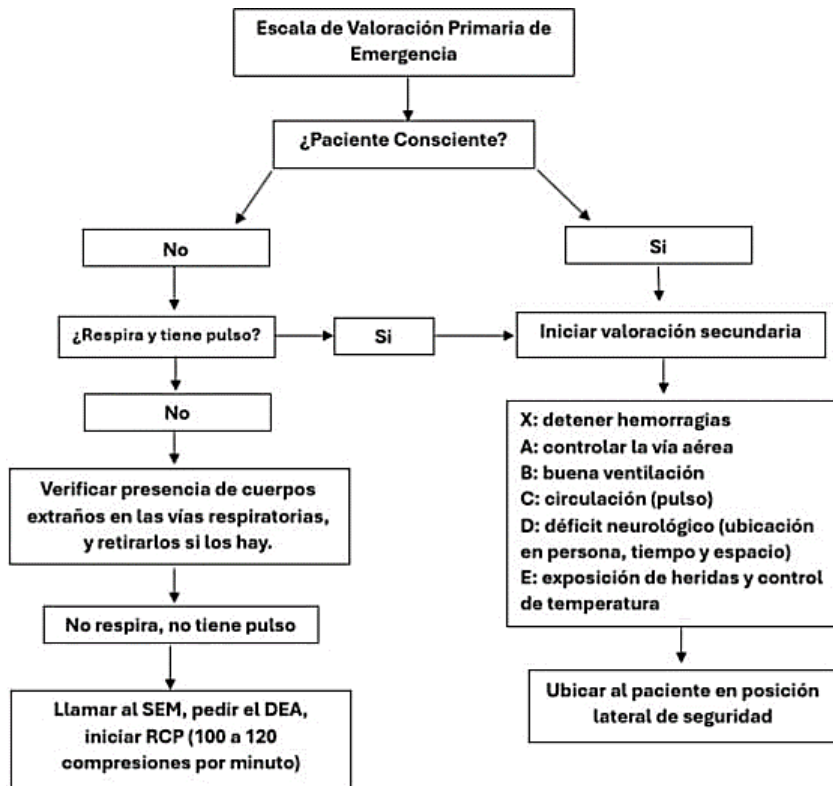 Escala de Valoración Primaria de
Emergencia
¿Paciente Consciente?
No
Si
¿Respira y tiene pulso?
Si
Iniciar valoración secundaria
No
X: detener hemorragias
A: controlar la vía aérea
B: buena ventilación
C: circulación (pulso)
D: déficit neurológico (ubicación
en persona, tiempo y espacio)
E: exposición de heridas y control
de temperatura
Verificar presencia de cuerpos
extraños en las vías respiratorias,
y retirarlos si los hay.
No respira, no tiene pulso
Ubicar al paciente en posición
lateral de seguridad
Llamar al SEM, pedir el DEA,
iniciar RCP (100 a 120
compresiones por minuto)